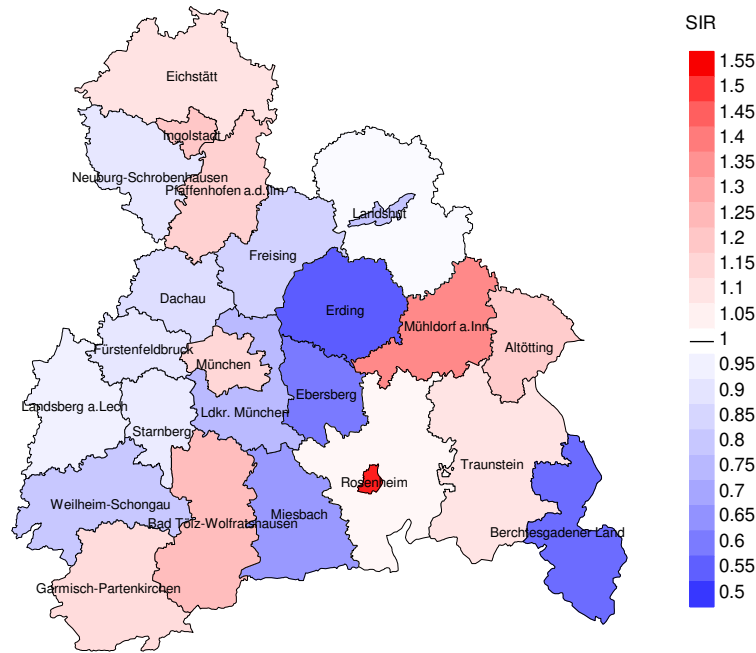 SIR
Eichstätt
Ingolstadt
Neuburg-Schrobenhausen
Pfaffenhofen a.d.Ilm
Landshut
Freising
Dachau
Erding
Mühldorf a.Inn
Altötting
Fürstenfeldbruck
München
Landsberg a.Lech
Starnberg
Ldkr. München
Ebersberg
Traunstein
Rosenheim
Weilheim-Schongau
Bad Tölz-Wolfratshausen
Miesbach
Berchtesgadener Land
Garmisch-Partenkirchen
1.55
1.5
1.45
1.4
1.35
1.3
1.25
1.2
1.15
1.1
1.05
1
0.95
0.9
0.85
0.8
0.75
0.7
0.65
0.6
0.55
0.5